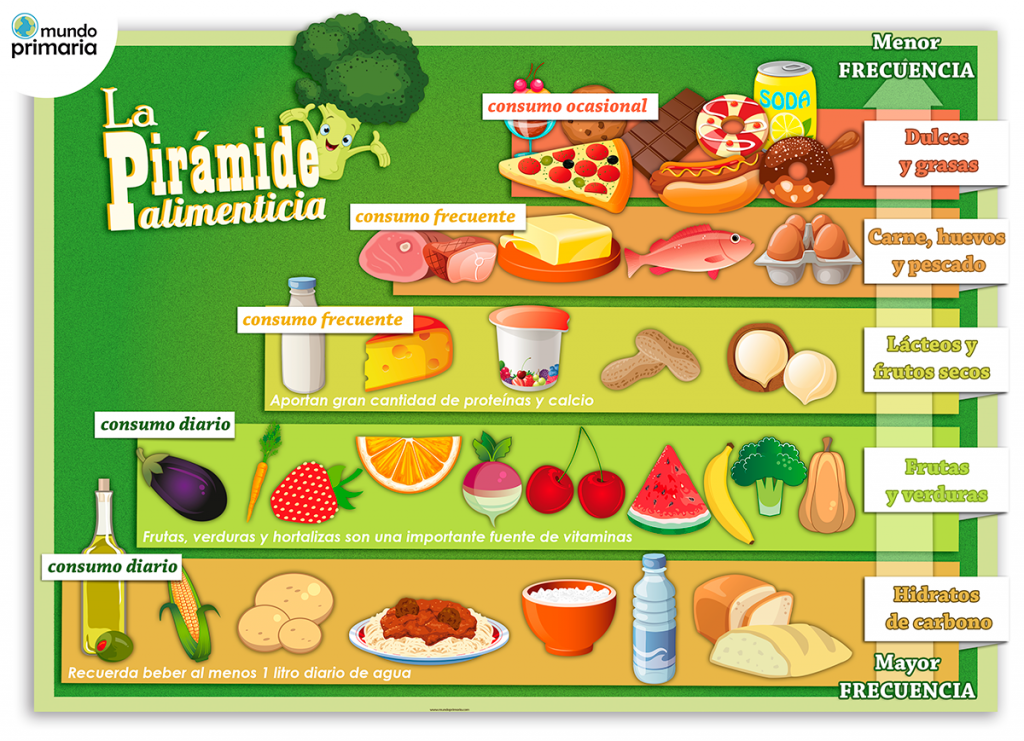 mundo
primaria
La
Pirámide
alimenticia
Menor
FRECUENCIA
consumo ocasional
SODA
Dulces
y grasas
consumo frecuente
Carne, huevos
y pescado
consumo frecuente
Lácteos y
frutos secos
Aportan gran cantidad de proteínas y calcio
consumo diario
Frutas
y verduras
Frutas, verduras y hortalizas son una importante fuente de vitaminas
consumo diario
Hidratos
de carbono
Recuerda beber al menos 1 litro diario de agua
Mayor
FRECUENCIA
www.mundoprimaria.com